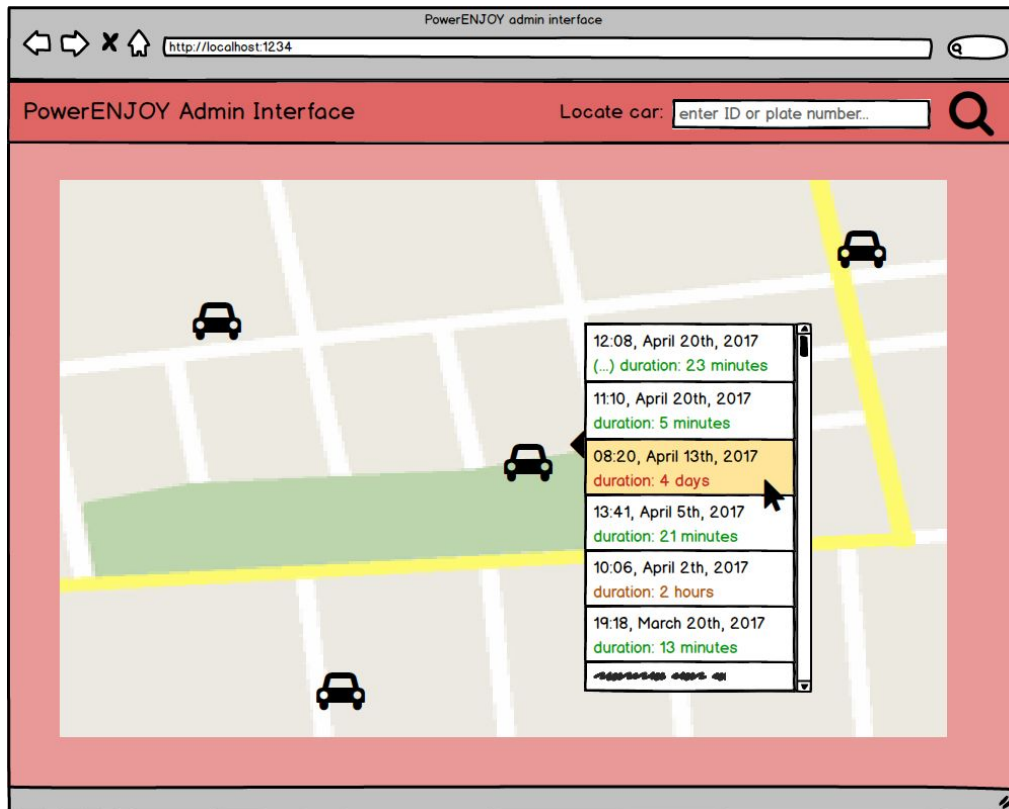 PowerENJOY admin interface
http://localhost:1234
PowerENJOY Admin Interface
Locate car: enter ID or plate number...
12:08, April 20th, 2017
(...) duration: 23 minutes
11:10, April 20th, 2017
duration: 5 minutes
08:20, April 13th, 2017
duration: 4 days
13:41, April 5th, 2017
duration: 21 minutes
10:06, April 2th, 2017
duration: 2 hours
19:18, March 20th, 2017
duration: 13 minutes